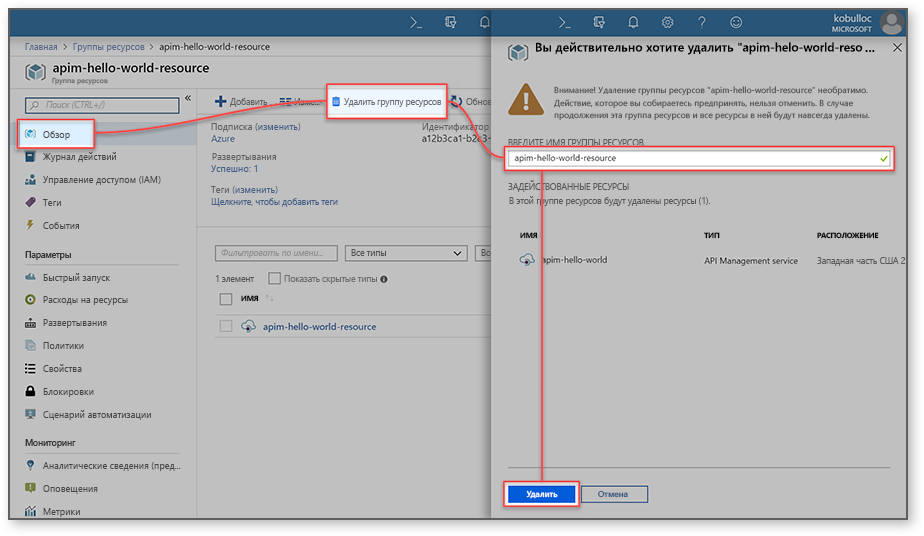 kobulloc
MICROSOFT
Главная > Группы ресурсов > apim-hello-world-resource
apim-hello-world-resource
Группа ресурсов
Поиск (CTRL+/)
«
Обзор
Журнал действий
Управление доступом (IAM)
Теги
События
Параметры
Быстрый запуск
Расходы на ресурсы
Развертывания
Политики
Свойства
Блокировки
Сценарий автоматизации
Мониторинг
Аналитические сведения (пред...
Оповещения
Метрики
Добавить
Изме...
Удалить группу ресурсов
Обнов
Подписка (изменить)
Azure
Идентификатор
a12b3ca1-b2c3-
Развертывания
Успешно: 1
Теги (изменить)
Щелкните, чтобы добавить теги
Фильтровать по имени...
Все типы
Вс
1 элемент
Показать скрытые типы
ИМЯ
apim-hello-world-resource
Вы действительно хотите удалить "apim-helo-world-reso ...
Внимание! Удаление группы ресурсов "apim-hello-world-resource" необратимо.
Действие, которое вы собираетесь предпринять, нельзя отменить. В случае
продолжения эта группа ресурсов и все ресурсы в ней будут навсегда удалены.
ВВЕДИТЕ ИМЯ ГРУППЫ РЕСУРСОВ
apim-hello-world-resource
ЗАДЕЙСТВОВАННЫЕ РЕСУРСЫ
В этой группе ресурсов будут удалены ресурсы (1).
ИМЯ ТИП РАСПОЛОЖЕНИЕ
apim-hello-world API Management service Западная часть США 2
Удалить
Отмена